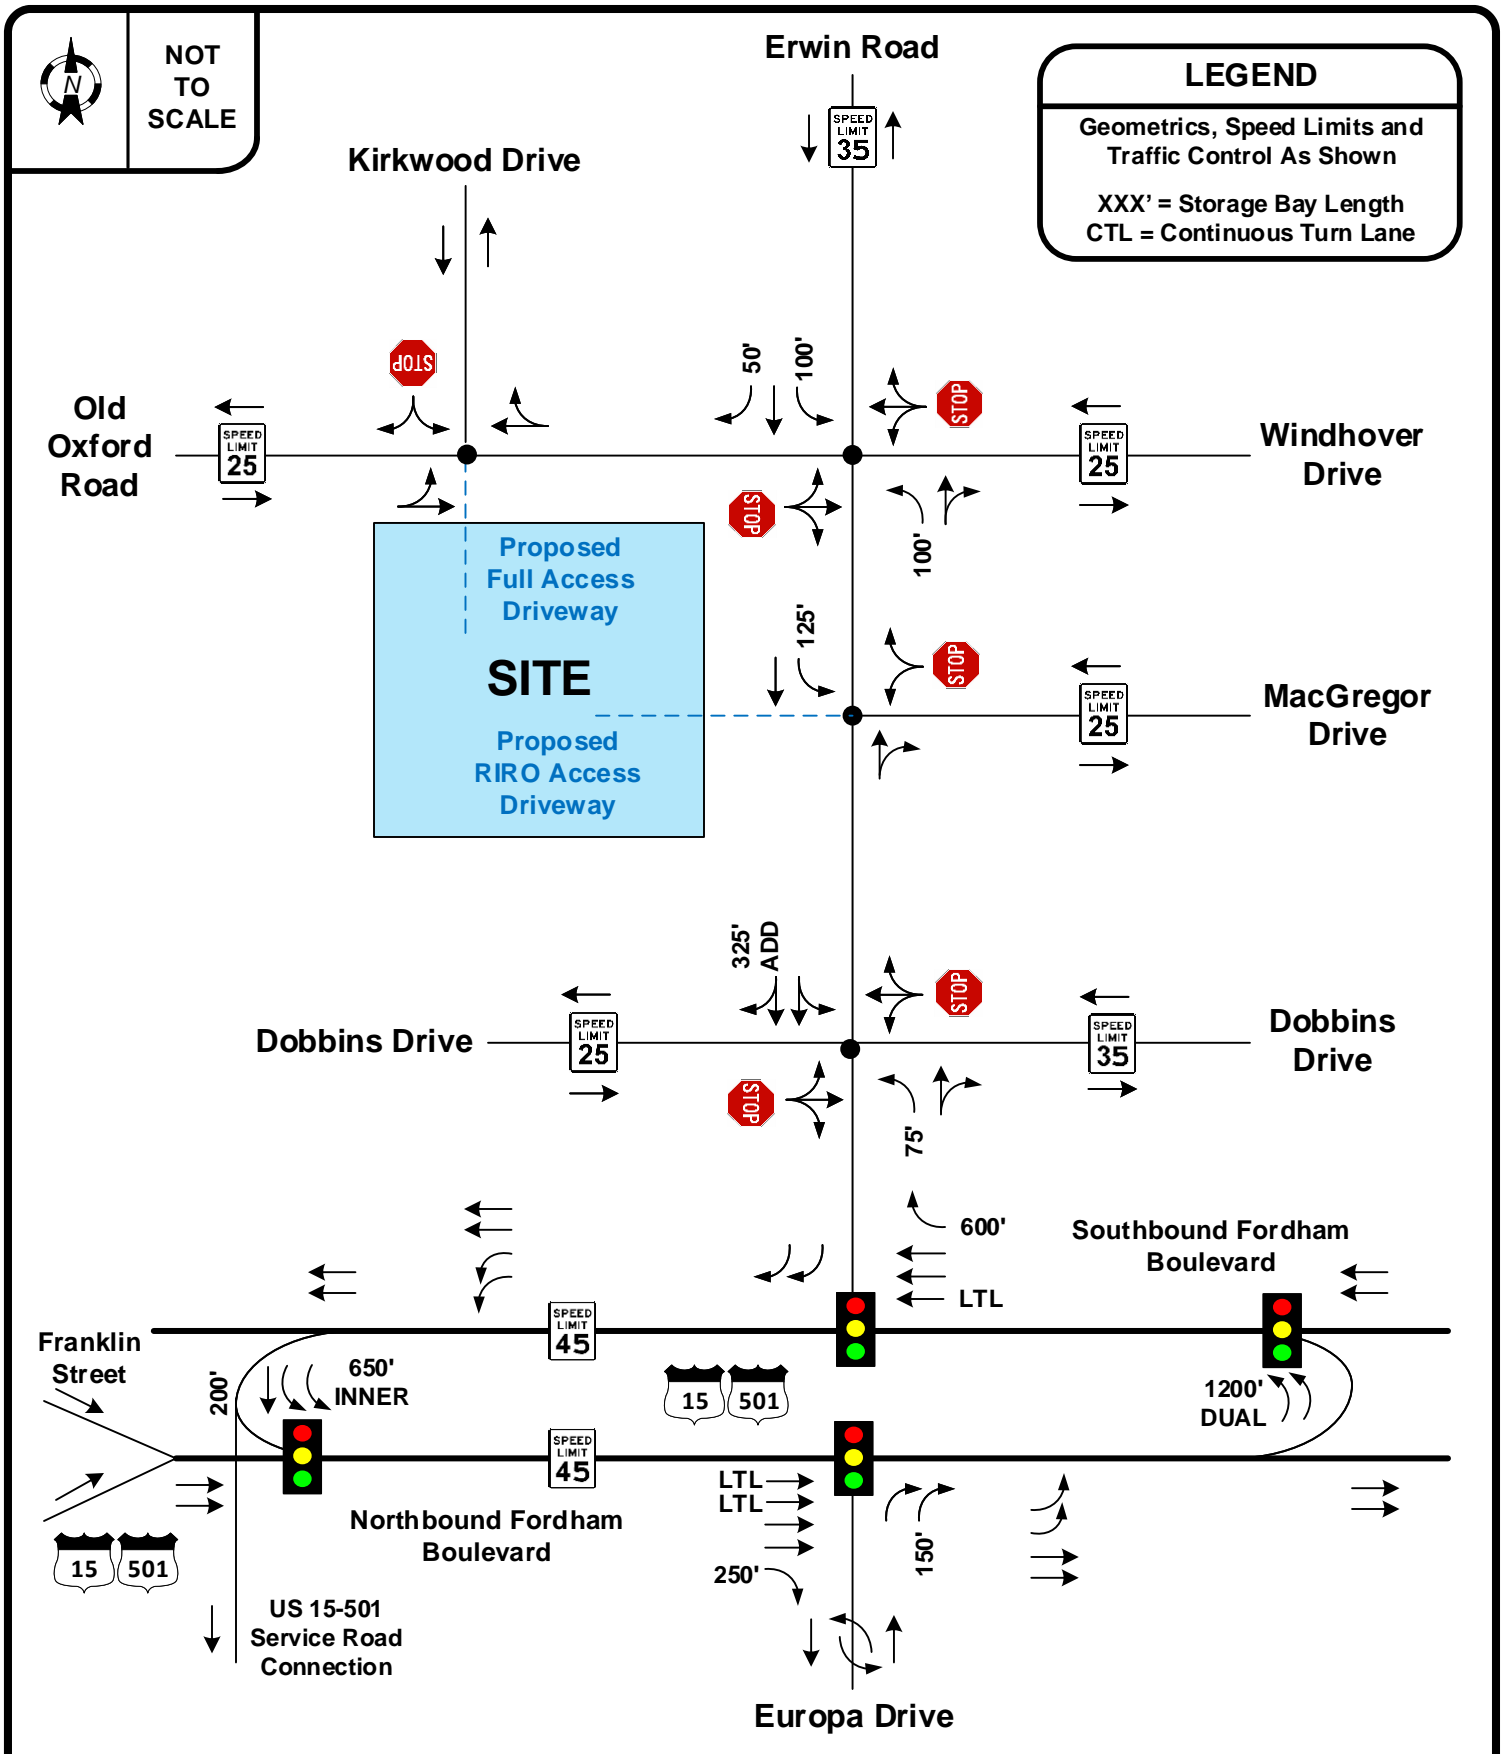 N
NOT
TO
SCALE
Erwin Road
LEGEND
Geometrics, Speed Limits and
Traffic Control As Shown
XXX' = Storage Bay Length
CTL = Continuous Turn Lane
SPEED
LIMIT
35
Kirkwood Drive
STOP
50'
100'
STOP
Old
Oxford
Road
SPEED
LIMIT
25
SPEED
LIMIT
25
Windhover
Drive
STOP
100'
Proposed
Full Access
Driveway
SITE
125'
STOP
SPEED
LIMIT
25
MacGregor
Drive
Proposed
RIRO Access
Driveway
325'
ADD
STOP
Dobbins Drive
SPEED
LIMIT
25
SPEED
LIMIT
35
Dobbins
Drive
STOP
75'
600'
LTL
Southbound Fordham
Boulevard
SPEED
LIMIT
45
Franklin
Street
200'
650'
INNER
15
501
1200'
DUAL
SPEED
LIMIT
45
LTL
LTL
Northbound Fordham
Boulevard
150'
250'
15
501
US 15-501
Service Road
Connection
Europa Drive